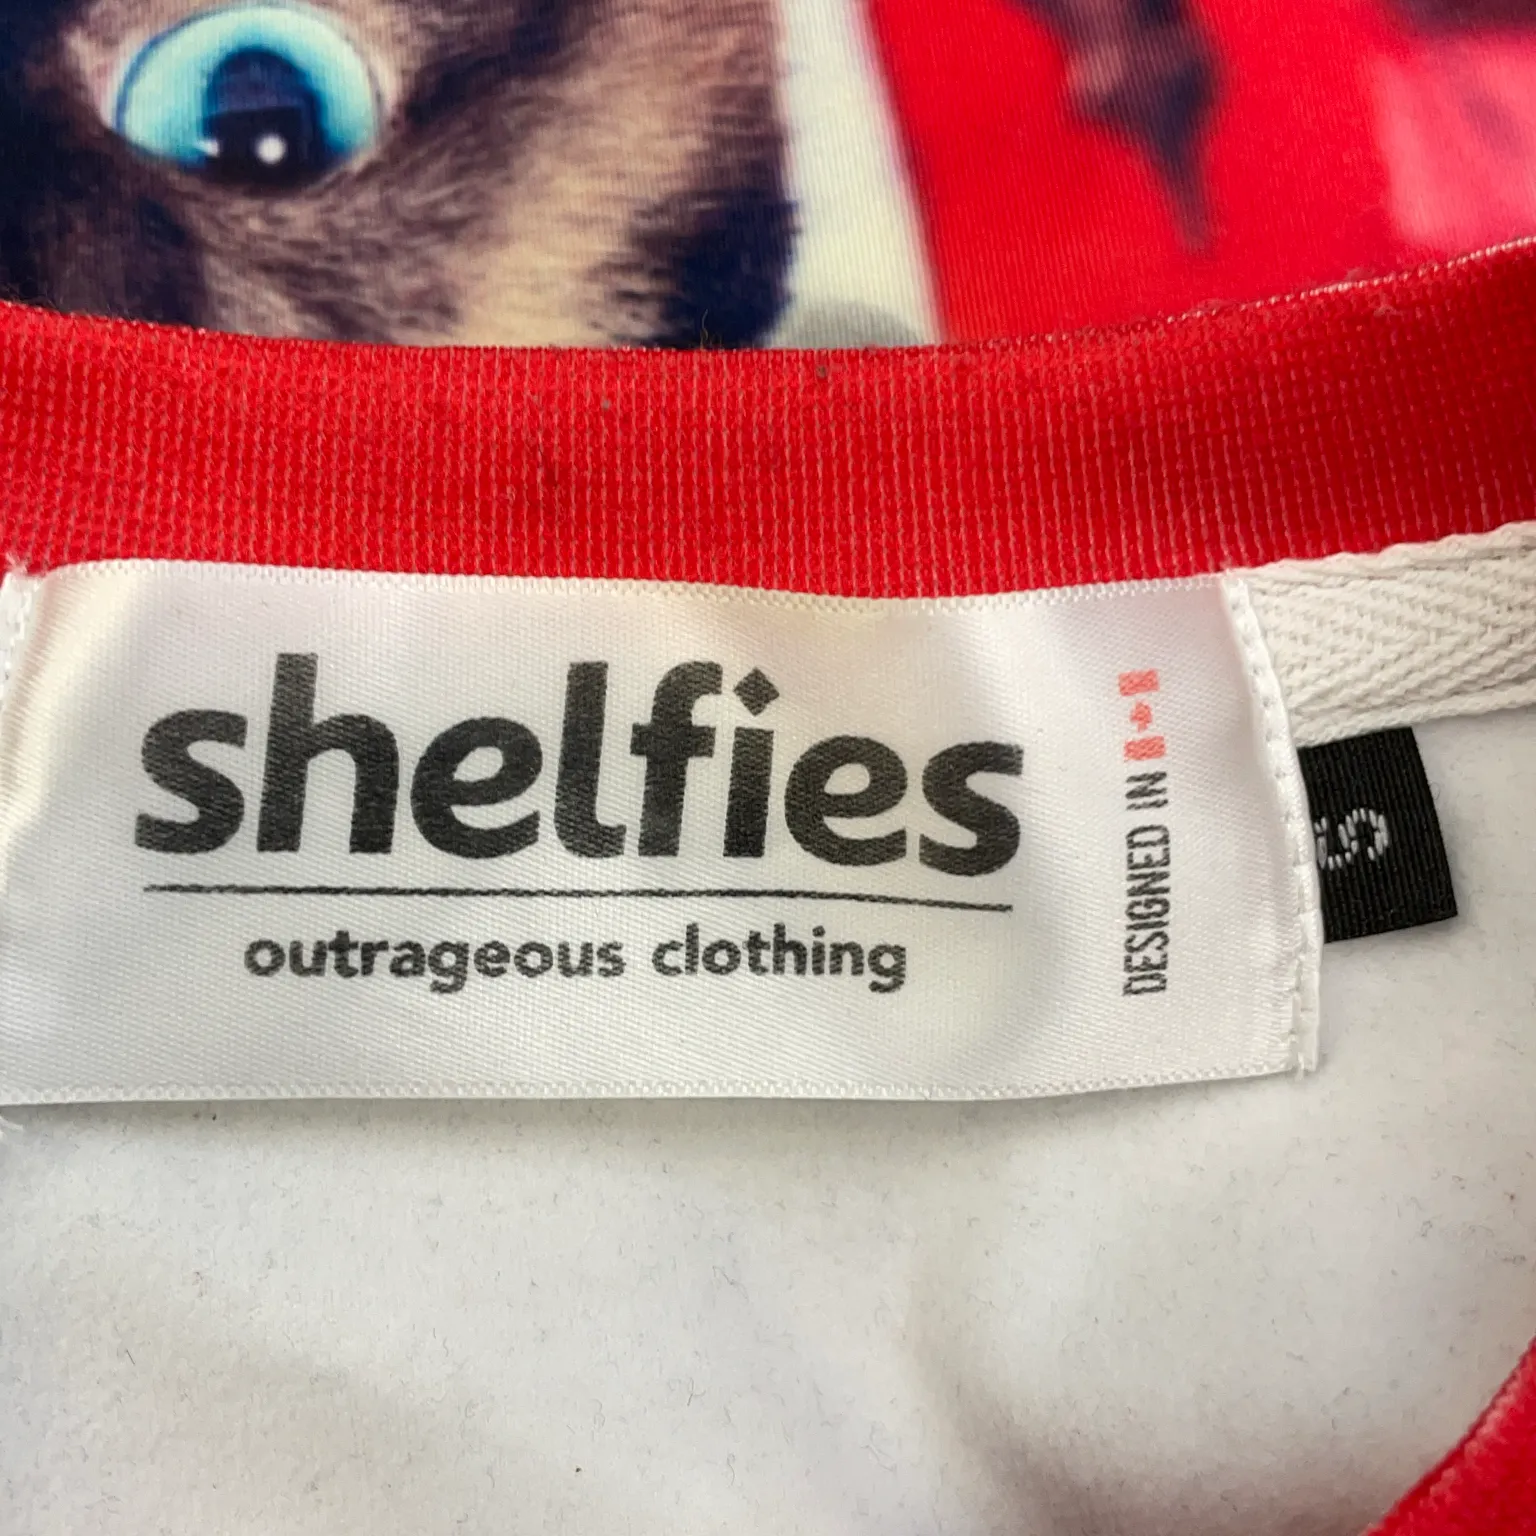 shelfies
outrageous clothing
DESIGNED IN
S